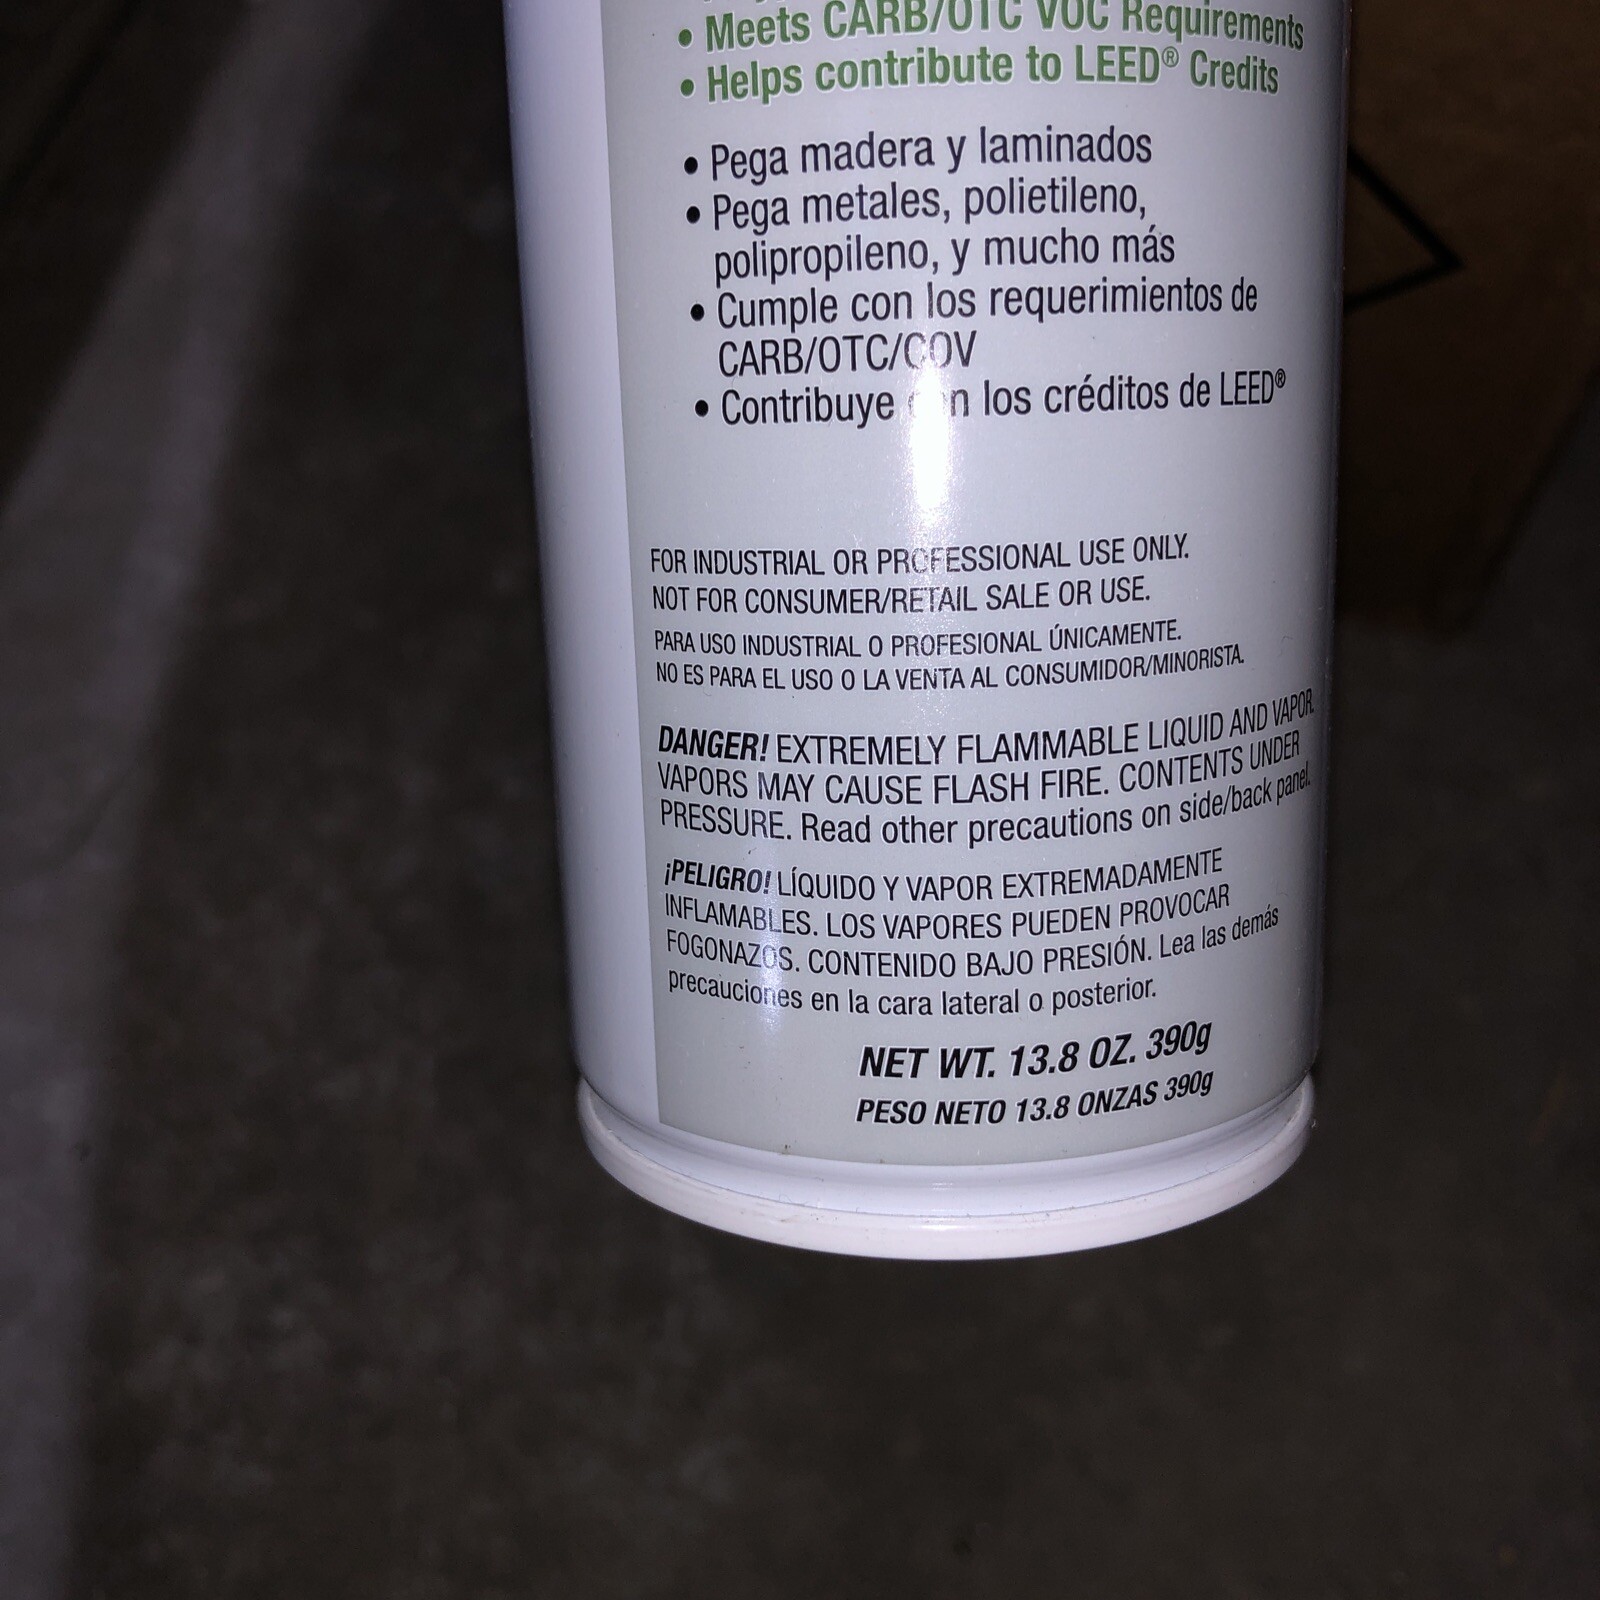 • Meets CARB/OTC VOC Requirements
• Helps contribute to LEED® Credits
• Pega madera y laminados
• Pega metales, polietileno,
polipropileno, y mucho más
• Cumple con los requerimientos de
CARB/OTC/COV
• Contribuye con los créditos de LEED®
FOR INDUSTRIAL OR PROFESSIONAL USE ONLY.
NOT FOR CONSUMER/RETAIL SALE OR USE.
PARA USO INDUSTRIAL O PROFESIONAL ÚNICAMENTE.
NO ES PARA EL USO O LA VENTA AL CONSUMIDOR/MINORISTA.
DANGER! EXTREMELY FLAMMABLE LIQUID AND VAPOR.
VAPORS MAY CAUSE FLASH FIRE. CONTENTS UNDER
PRESSURE. Read other precautions on side/back panel.
¡PELIGRO! LÍQUIDO Y VAPOR EXTREMADAMENTE
INFLAMABLES. LOS VAPORES PUEDEN PROVOCAR
FOGONAZOS. CONTENIDO BAJO PRESIÓN. Lea las demás
precauciones en la cara lateral o posterior.
NET WT. 13.8 OZ. 390g
PESO NETO 13.8 ONZAS 390g